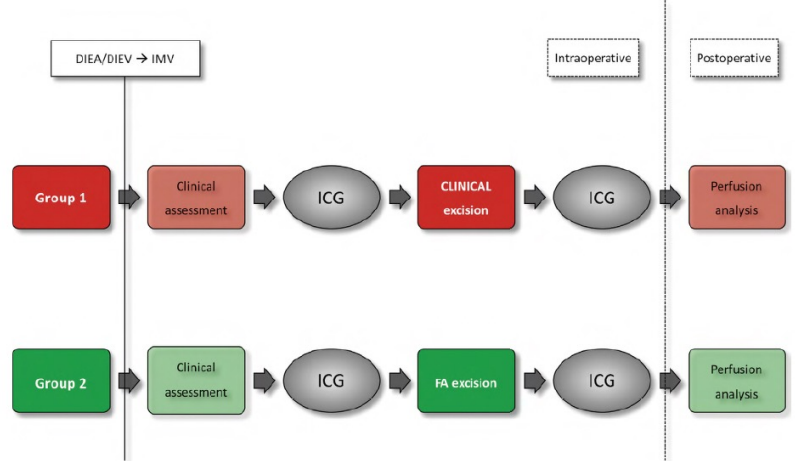 DIEA/DIEV → IMV
Intraoperative
Postoperative
Group 1
Clinical
assessment
ICG
CLINICAL
excision
ICG
Perfusion
analysis
Group 2
Clinical
assessment
ICG
FA excision
ICG
Perfusion
analysis